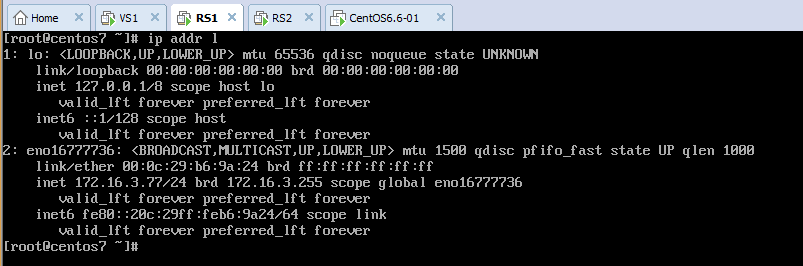 Home VS1 RS1 RS2 CentOS6.6-01
[root@centos7 ~]# ip addr l
1: lo: <LOOPBACK,UP,LOWER_UP> mtu 65536 qdisc noqueue state UNKNOWN
link/loopback 00:00:00:00:00:00 brd 00:00:00:00:00:00
inet 127.0.0.1/8 scope host lo
valid_lft forever preferred_lft forever
inet6 ::1/128 scope host
valid_lft forever preferred_lft forever
2: eno16777736: <BROADCAST,MULTICAST,UP,LOWER_UP> mtu 1500 qdisc pfifo_fast state UP qlen 1000
link/ether 00:0c:29:b6:9a:24 brd ff:ff:ff:ff:ff:ff
inet 172.16.3.77/24 brd 172.16.3.255 scope global eno16777736
valid_lft forever preferred_lft forever
inet6 fe80::20c:29ff:feb6:9a24/64 scope link
valid_lft forever preferred_lft forever
[root@centos7 ~]#